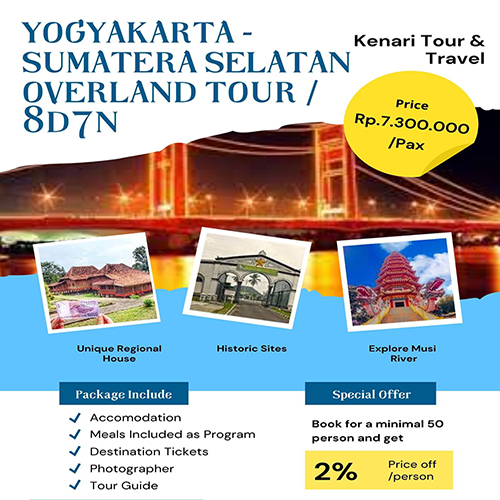 YOGYAKARTA -
SUMATERA SELATAN
OVERLAND TOUR /
8D7N
Kenari Tour &
Travel
Price
Rp.7.300.000
/Pax
Unique Regional
House
Historic Sites
Explore Musi
River
Package Include
Accomodation
Meals Included as Program
Destination Tickets
Photographer
Tour Guide
Special Offer
Book for a minimal 50
person and get
2%
Price off
/person